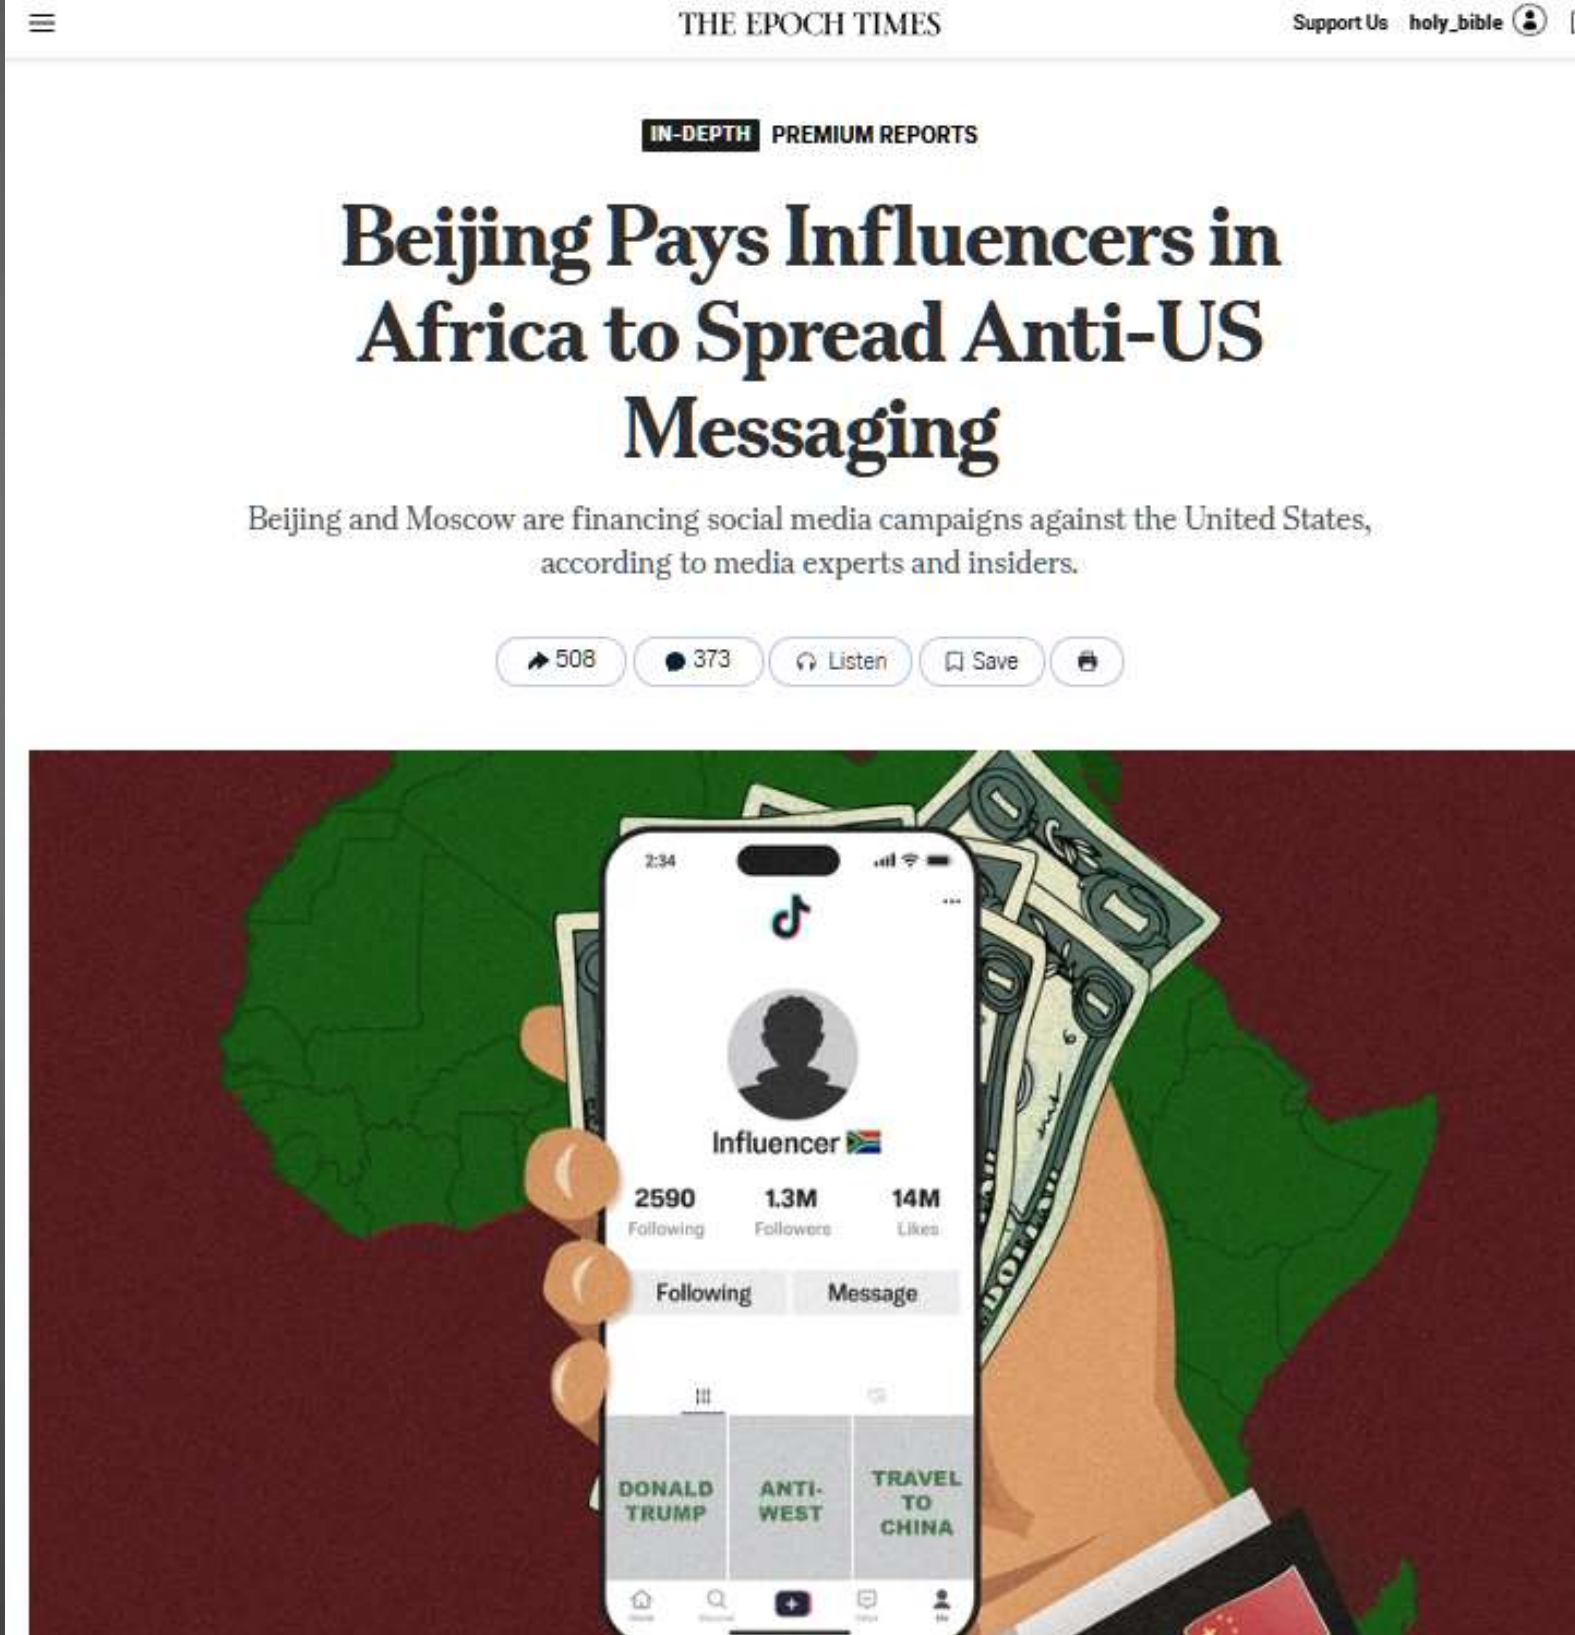 THE EPOCH TIMES
Support Us holy_bible
IN-DEPTH PREMIUM REPORTS
Beijing Pays Influencers in
Africa to Spread Anti-US
Messaging
Beijing and Moscow are financing social media campaigns against the United States,
according to media experts and insiders.
508 373 Listen Save
2:34
Influencer
2590 1.3M 14M
Following Followers Likes
Following Message
DONALD
TRUMP
ANTI-
WEST
TRAVEL
TO
CHINA